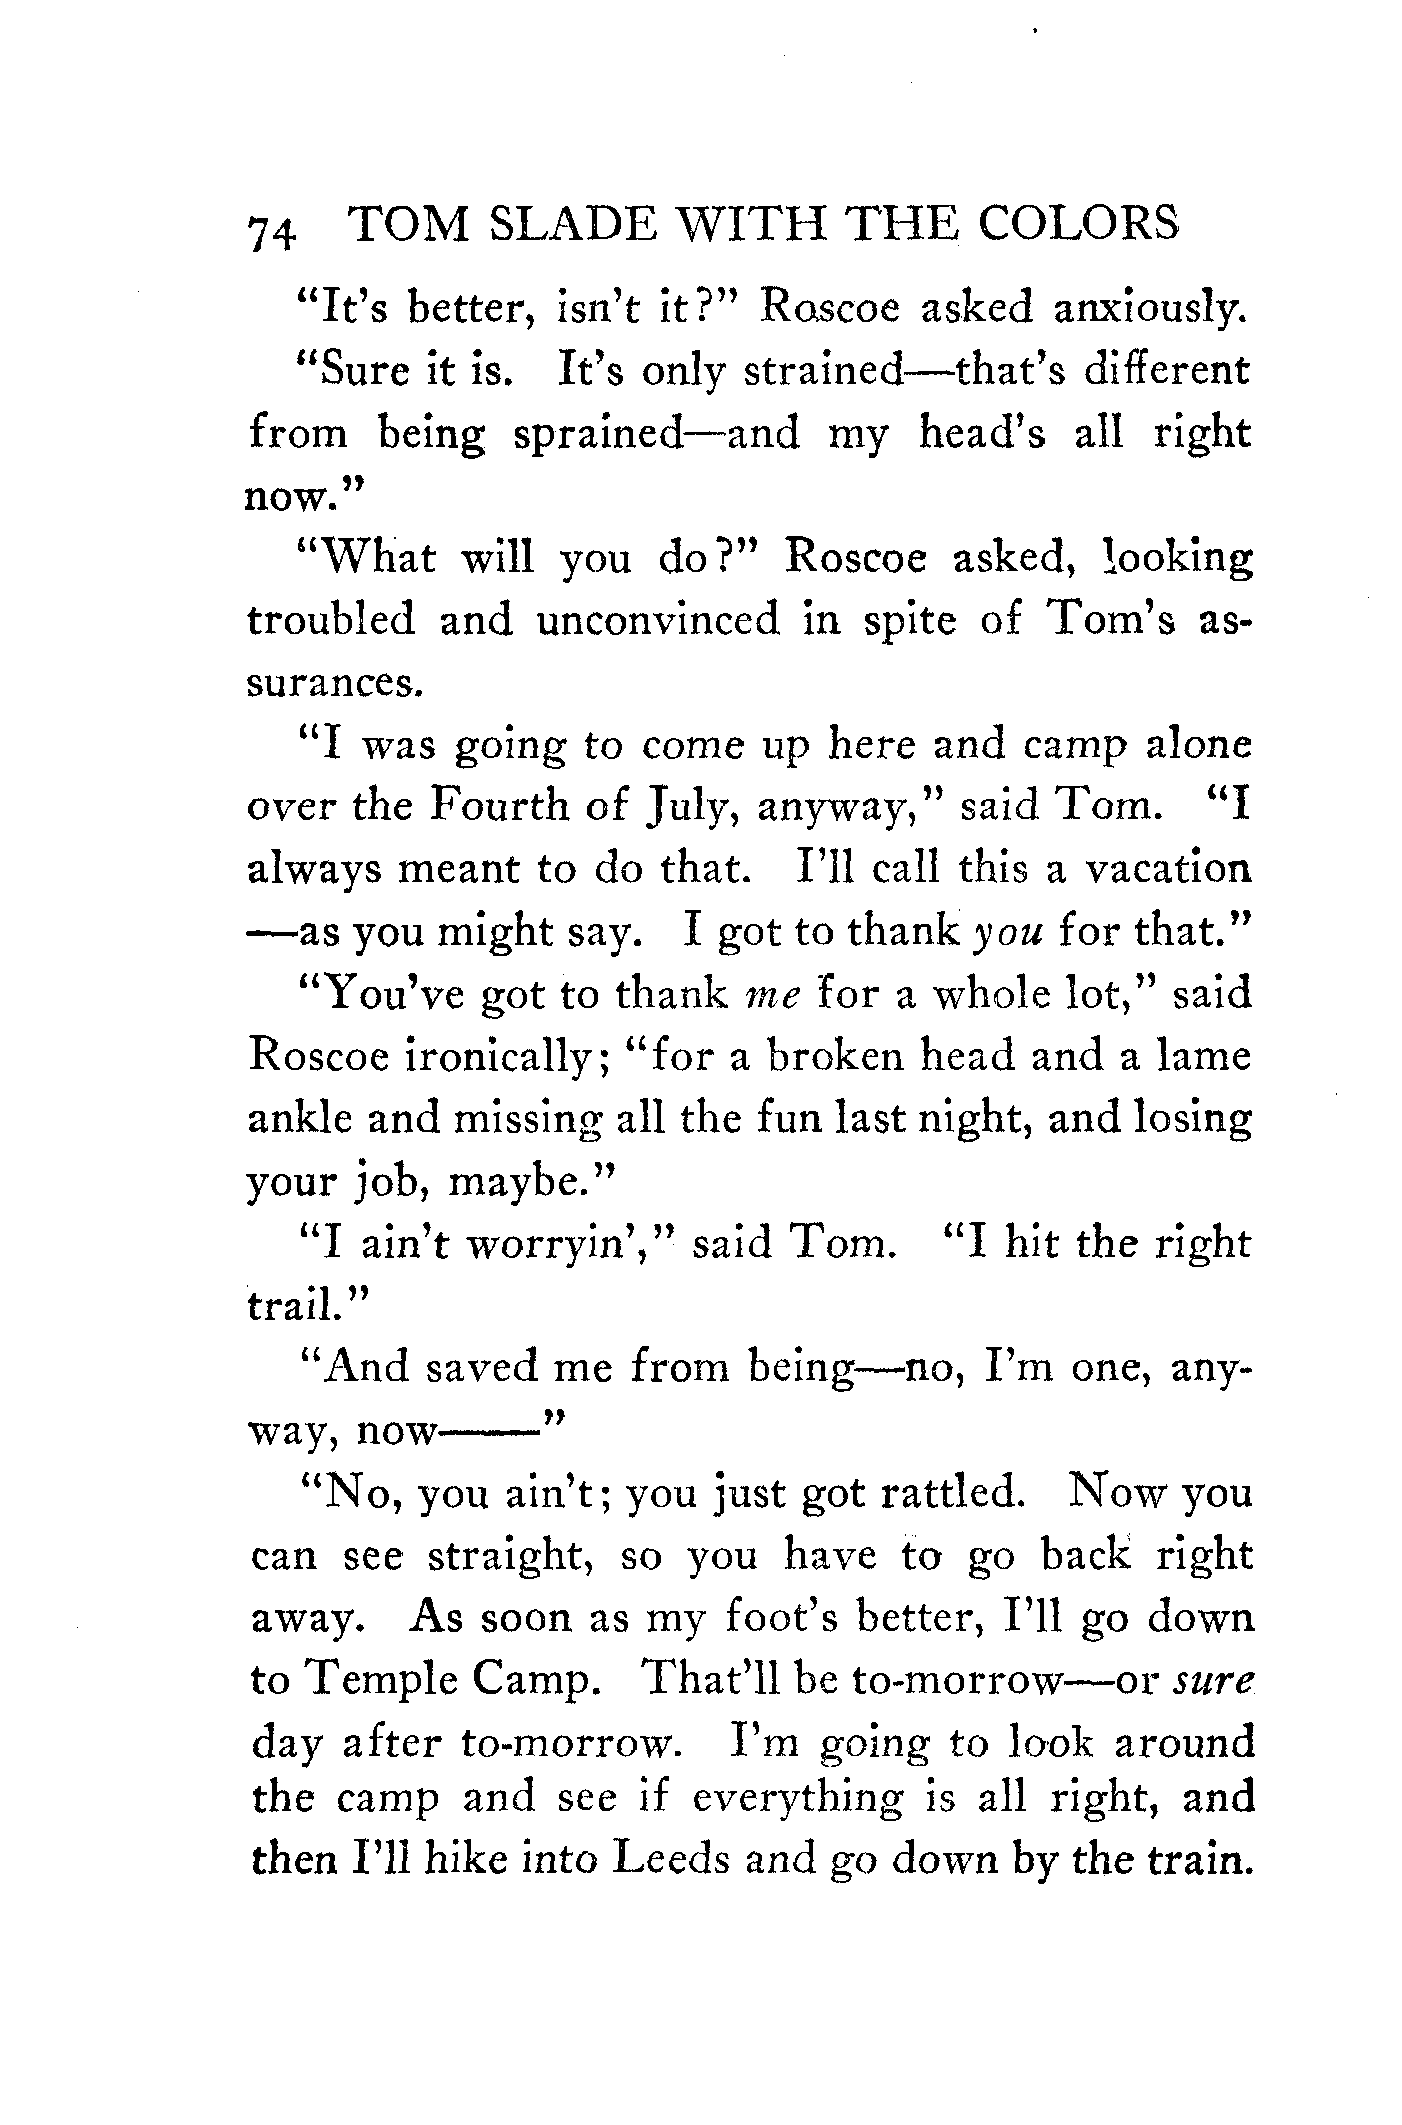 74 TOM SLADE WITH THE COLORS
“It’s better, isn’t it?” Roscoe asked anxiously.
“Sure it is. It’s only strained—that’s different
from being sprained—and my head’s all right
now.”
“What will you do?” Roscoe asked, looking
troubled and unconvinced in spite of Tom’s as-
surances.
“I was going to come up here and camp alone
over the Fourth of July, anyway,” said Tom. “I
always meant to do that. I’ll call this a vacation
—as you might say. I got to thank you for that.”
“You’ve got to thank me for a whole lot,” said
Roscoe ironically; “for a broken head and a lame
ankle and missing all the fun last night, and losing
your job, maybe.”
“I ain’t worryin’,” said Tom. “I hit the right
trail.”
“And saved me from being—no, I’m one, any-
way, now——”
“No, you ain’t; you just got rattled. Now you
can see straight, so you have to go back right
away. As soon as my foot’s better, I’ll go down
to Temple Camp. That’ll be to-morrow—or sure
day after to-morrow. I’m going to look around
the camp and see if everything is all right, and
then I’ll hike into Leeds and go down by the train.